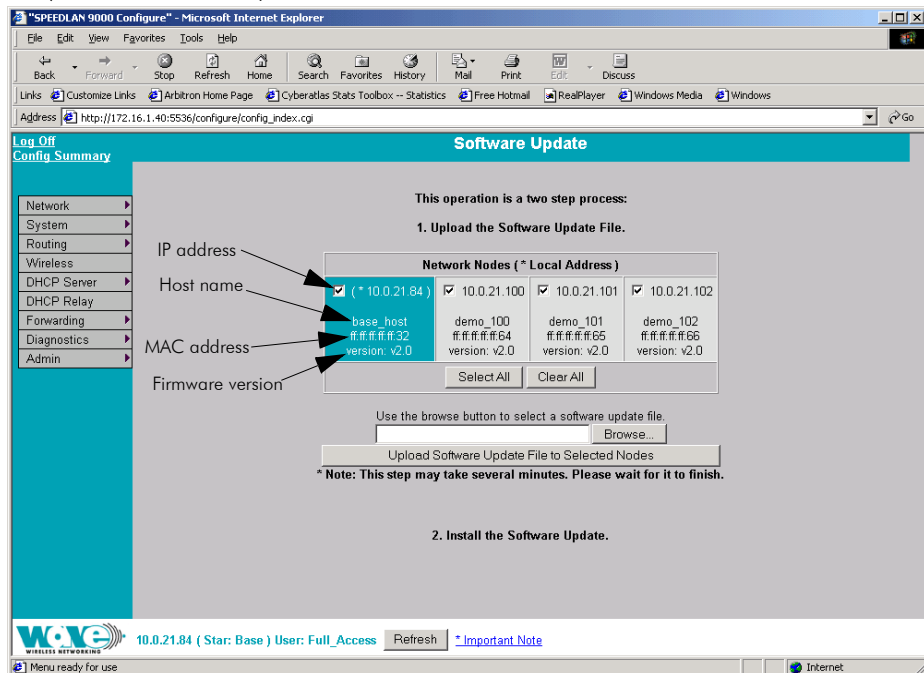 "SPEEDLAN 9000 Configure" - Microsoft Internet Explorer
File Edit View Favorites Tools Help
Back Forward Stop Refresh Home Search Favorites History Mail Print Edit Discuss
Links Customize Links Arbitron Home Page Cyberatlas Stats Toolbox -- Statistics Free Hotmail RealPlayer Windows Media Windows
Address http://172.16.1.40:5536/configure/config_index.cgi Go
Log Off
Config Summary
Software Update
Network
System
Routing
Wireless
DHCP Server
DHCP Relay
Forwarding
Diagnostics
Admin
This operation is a two step process:
1. Upload the Software Update File.
IP address
Host name
MAC address
Firmware version
Network Nodes ( * Local Address )
( * 10.0.21.84 ) 10.0.21.100 10.0.21.101 10.0.21.102
base_host demo_100 demo_101 demo_102
ff:ff:ff:ff:ff:32 ff:ff:ff:ff:ff:64 ff:ff:ff:ff:ff:65 ff:ff:ff:ff:ff:66
version: v2.0 version: v2.0 version: v2.0 version: v2.0
Select All Clear All
Use the browse button to select a software update file.
Browse...
Upload Software Update File to Selected Nodes
* Note: This step may take several minutes. Please wait for it to finish.
2. Install the Software Update.
WAVE
WIRELESS NETWORKING
10.0.21.84 ( Star: Base ) User: Full_Access Refresh * Important Note
Menu ready for use Internet